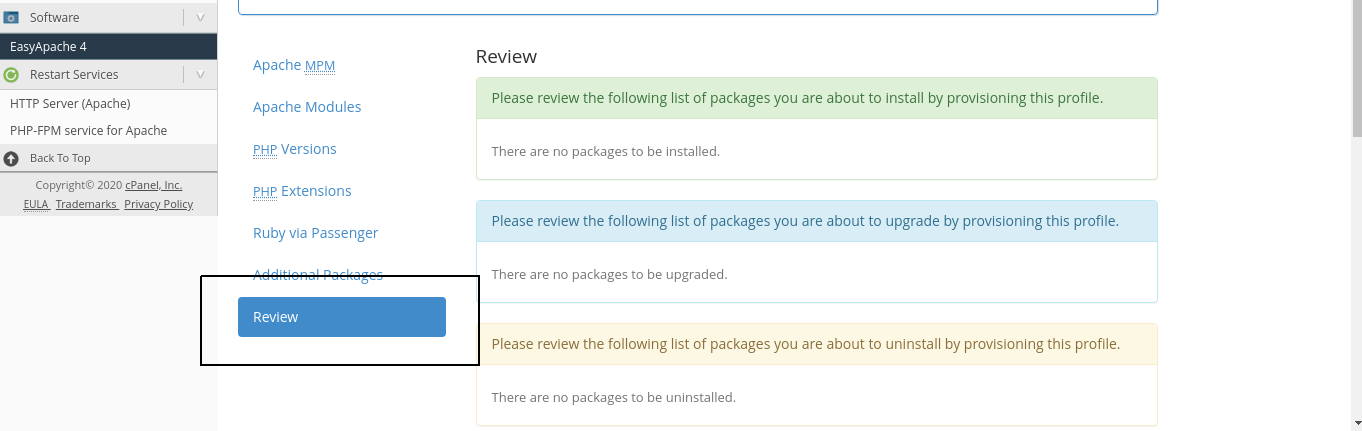 Software
EasyApache 4
Restart Services
HTTP Server (Apache)
PHP-FPM service for Apache
Back To Top
Copyright© 2020 cPanel, Inc.
EULA Trademarks Privacy Policy
Apache MPM
Apache Modules
PHP Versions
PHP Extensions
Ruby via Passenger
Additional Packages
Review
Review
Please review the following list of packages you are about to install by provisioning this profile.
There are no packages to be installed.
Please review the following list of packages you are about to upgrade by provisioning this profile.
There are no packages to be upgraded.
Please review the following list of packages you are about to uninstall by provisioning this profile.
There are no packages to be uninstalled.